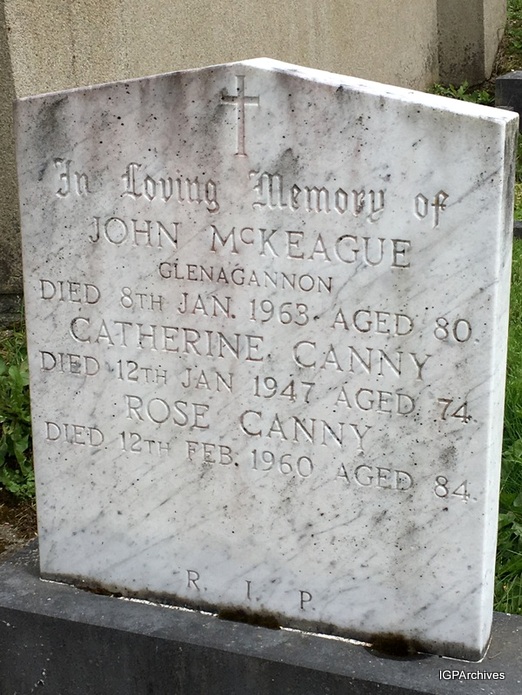 In Loving Memory of
JOHN McKEAGUE
GLENAGANNON
DIED 8TH JAN. 1963. AGED 80.
CATHERINE CANNY
DIED 12TH JAN 1947 AGED 74.
ROSE CANNY
DIED 12TH FEB. 1960 AGED 84.
R. I. P.
IGPArchives